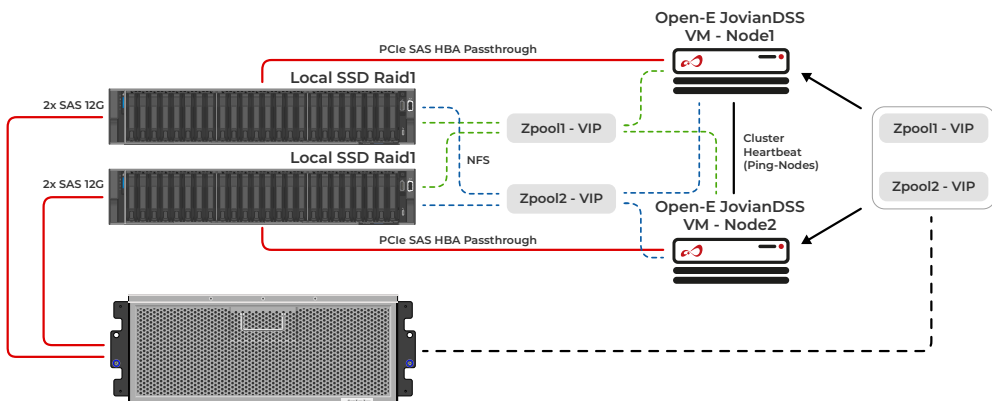 Open-E JovianDSS
VM - Node1
PCIe SAS HBA Passthrough
Local SSD Raid1
2x SAS 12G
Zpool1 - VIP
Zpool1 - VIP
Cluster
Heartbeat
(Ping-Nodes)
Local SSD Raid1
NFS
2x SAS 12G
Zpool2 - VIP
Zpool2 - VIP
Open-E JovianDSS
VM - Node2
PCIe SAS HBA Passthrough